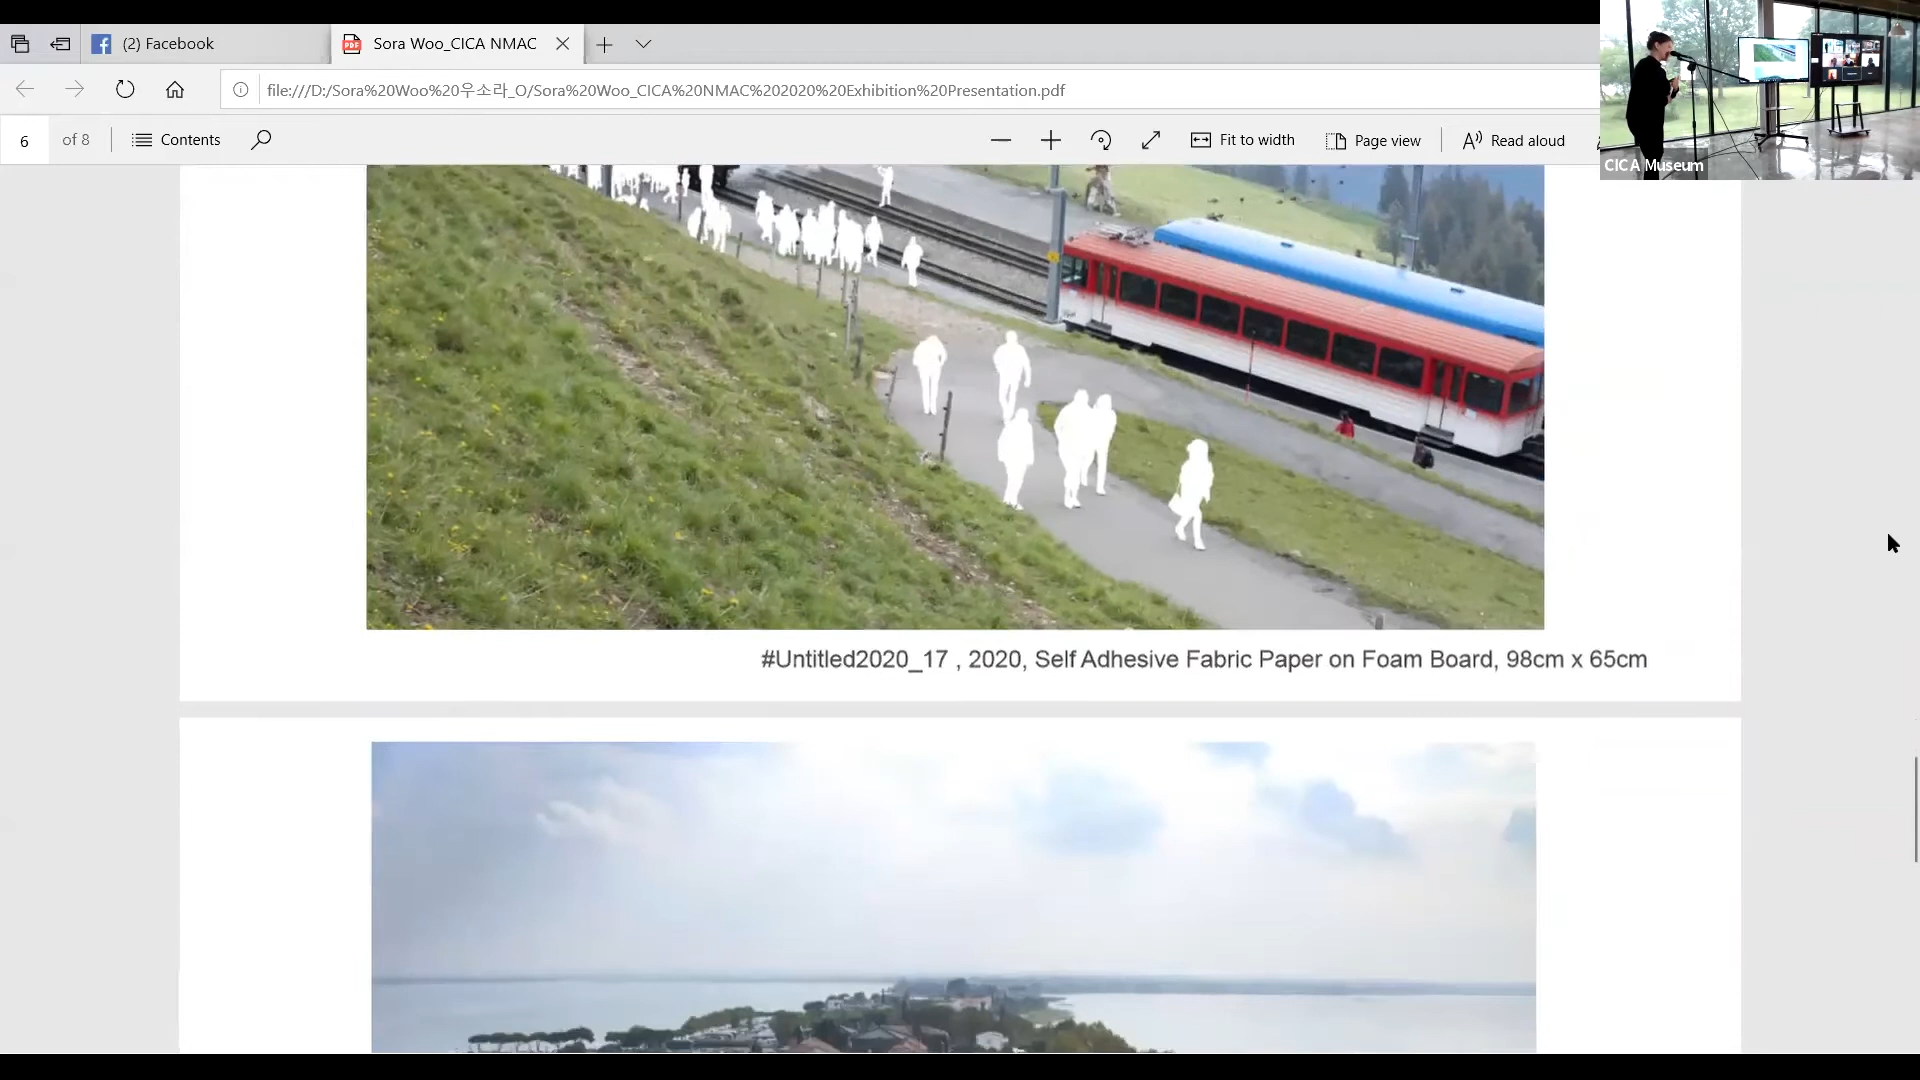 (2) Facebook
Sora Woo_CICA NMAC
file:///D:/Sora%20Woo%20우소라_O/Sora%20Woo_CICA%20NMAC%202020%20Exhibition%20Presentation.pdf
6 of 8 Contents Fit to width Page view Read aloud
CICA Museum
#Untitled2020_17 , 2020, Self Adhesive Fabric Paper on Foam Board, 98cm x 65cm